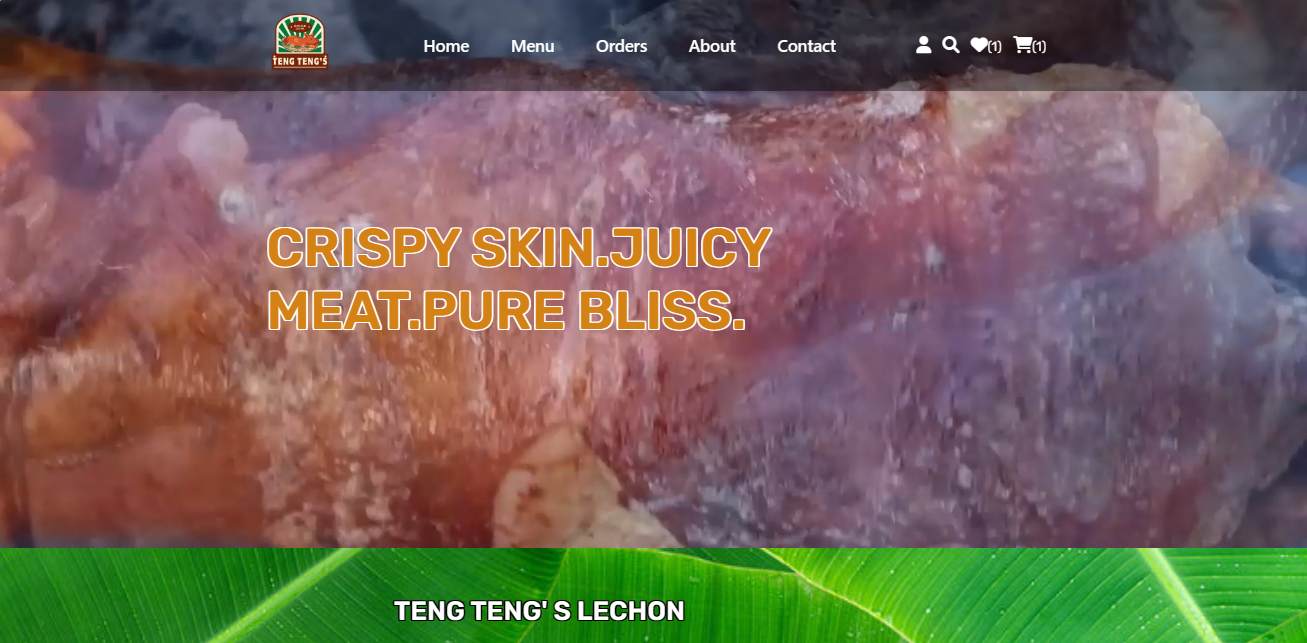 TENG TENG'S
Home
Menu
Orders
About
Contact
(1)
(1)
CRISPY SKIN.JUICY
MEAT.PURE BLISS.
TENG TENG' S LECHON